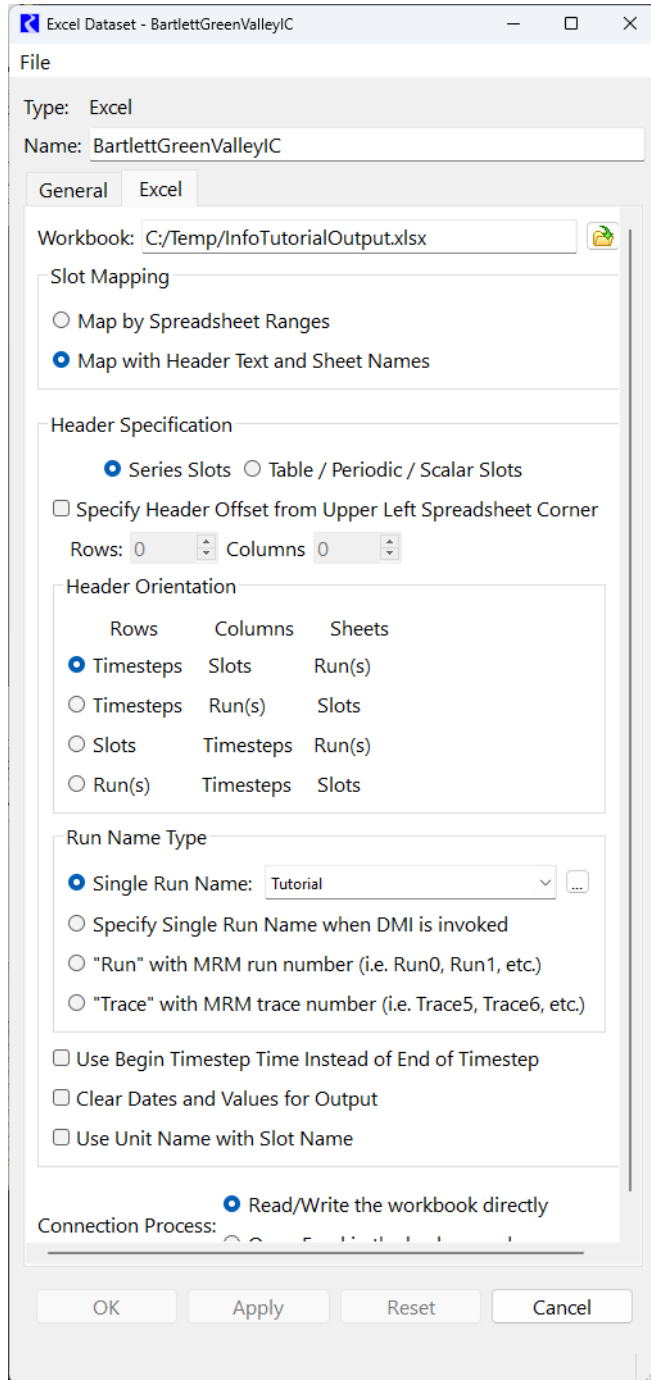 Excel Dataset - BartlettGreenValleyIC
File
Type: Excel
Name: BartlettGreenValleyIC
General Excel
Workbook: C:/Temp/InfoTutorialOutput.xlsx
Slot Mapping
Map by Spreadsheet Ranges
Map with Header Text and Sheet Names
Header Specification
Series Slots Table / Periodic / Scalar Slots
Specify Header Offset from Upper Left Spreadsheet Corner
Rows: 0 Columns 0
Header Orientation
Rows Columns Sheets
Timesteps Slots Run(s)
Timesteps Run(s) Slots
Slots Timesteps Run(s)
Run(s) Timesteps Slots
Run Name Type
Single Run Name: Tutorial ...
Specify Single Run Name when DMI is invoked
"Run" with MRM run number (i.e. Run0, Run1, etc.)
"Trace" with MRM trace number (i.e. Trace5, Trace6, etc.)
Use Begin Timestep Time Instead of End of Timestep
Clear Dates and Values for Output
Use Unit Name with Slot Name
Read/Write the workbook directly
Connection Process:
OK Apply Reset Cancel